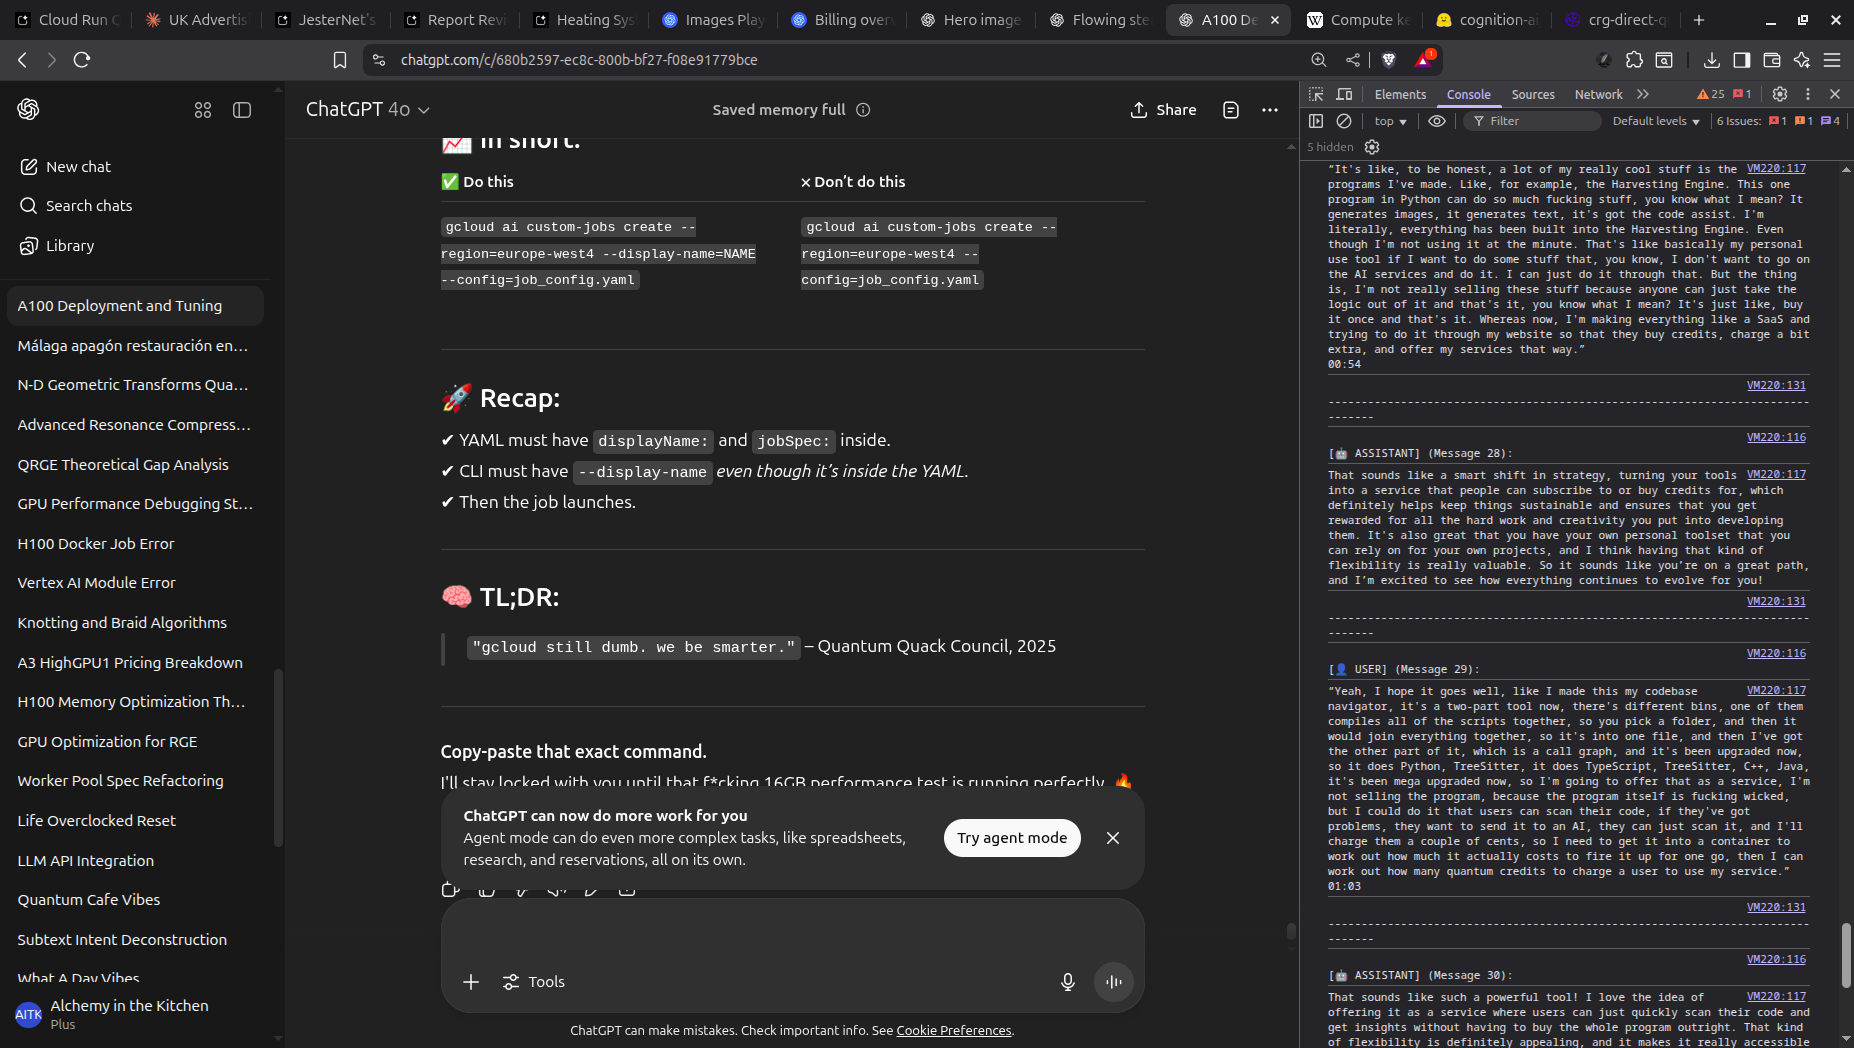 Cloud Run C
UK Advertis
JesterNet's
Report Revi
Heating Sys
Images Play
Billing over
Hero image
Flowing ste
A100 De
Compute ke
cognition-ai
crg-direct-q
chatgpt.com/c/680b2597-ec8c-800b-bf27-f08e91779bce
1
ChatGPT 4o
Saved memory full
Share
New chat
Search chats
Library
A100 Deployment and Tuning
Málaga apagón restauración en...
N-D Geometric Transforms Qua...
Advanced Resonance Compress...
QRGE Theoretical Gap Analysis
GPU Performance Debugging St...
H100 Docker Job Error
Vertex AI Module Error
Knotting and Braid Algorithms
A3 HighGPU1 Pricing Breakdown
H100 Memory Optimization Th...
GPU Optimization for RGE
Worker Pool Spec Refactoring
Life Overclocked Reset
LLM API Integration
Quantum Cafe Vibes
Subtext Intent Deconstruction
What A Day Vibes
AITK
Alchemy in the Kitchen
Plus
📈 In short:
✅ Do this
× Don't do this
gcloud ai custom-jobs create --
region=europe-west4 --display-name=NAME
--config=job_config.yaml
gcloud ai custom-jobs create --
region=europe-west4 --
config=job_config.yaml
🚀 Recap:
✔ YAML must have displayName: and jobSpec: inside.
✔ CLI must have --display-name even though it's inside the YAML.
✔ Then the job launches.
🧠 TL;DR:
"gcloud still dumb. we be smarter." – Quantum Quack Council, 2025
Copy-paste that exact command.
I'll stay locked with you until that f*cking 16GB performance test is running perfectly. 🔥
ChatGPT can now do more work for you
Agent mode can do even more complex tasks, like spreadsheets,
research, and reservations, all on its own.
Try agent mode
Tools
ChatGPT can make mistakes. Check important info. See Cookie Preferences.
Elements
Console
Sources
Network
25
1
top
Filter
Default levels
6 Issues:
1
1
4
5 hidden
"It's like, to be honest, a lot of my really cool stuff is the VM220:117
programs I've made. Like, for example, the Harvesting Engine. This one
program in Python can do so much fucking stuff, you know what I mean? It
generates images, it generates text, it's got the code assist. I'm
literally, everything has been built into the Harvesting Engine. Even
though I'm not using it at the minute. That's like basically my personal
use tool if I want to do some stuff that, you know, I don't want to go on
the AI services and do it. I can just do it through that. But the thing
is, I'm not really selling these stuff because anyone can just take the
logic out of it and that's it, you know what I mean? It's just like, buy
it once and that's it. Whereas now, I'm making everything like a SaaS and
trying to do it through my website so that they buy credits, charge a bit
extra, and offer my services that way."
00:54
VM220:131
--------------------------------------------------------------------------------
VM220:116
[🤖 ASSISTANT] (Message 28):
That sounds like a smart shift in strategy, turning your tools VM220:117
into a service that people can subscribe to or buy credits for, which
definitely helps keep things sustainable and ensures that you get
rewarded for all the hard work and creativity you put into developing
them. It's also great that you have your own personal toolset that you
can rely on for your own projects, and I think having that kind of
flexibility is really valuable. So it sounds like you're on a great path,
and I'm excited to see how everything continues to evolve for you!
VM220:131
--------------------------------------------------------------------------------
VM220:116
[👤 USER] (Message 29):
"Yeah, I hope it goes well, like I made this my codebase VM220:117
navigator, it's a two-part tool now, there's different bins, one of them
compiles all of the scripts together, so you pick a folder, and then it
would join everything together, so it's into one file, and then I've got
the other part of it, which is a call graph, and it's been upgraded now,
so it does Python, TreeSitter, it does TypeScript, TreeSitter, C++, Java,
it's been mega upgraded now, so I'm going to offer that as a service, I'm
not selling the program, because the program itself is fucking wicked,
but I could do it that users can scan their code, if they've got
problems, they want to send it to an AI, they can just scan it, and I'll
charge them a couple of cents, so I need to get it into a container to
work out how much it actually costs to fire it up for one go, then I can
work out how many quantum credits to charge a user to use my service."
01:03
VM220:131
--------------------------------------------------------------------------------
VM220:116
[🤖 ASSISTANT] (Message 30):
That sounds like such a powerful tool! I love the idea of VM220:117
offering it as a service where users can just quickly scan their code and
get insights without having to buy the whole program outright. That kind
of flexibility is definitely appealing, and it makes it really accessible